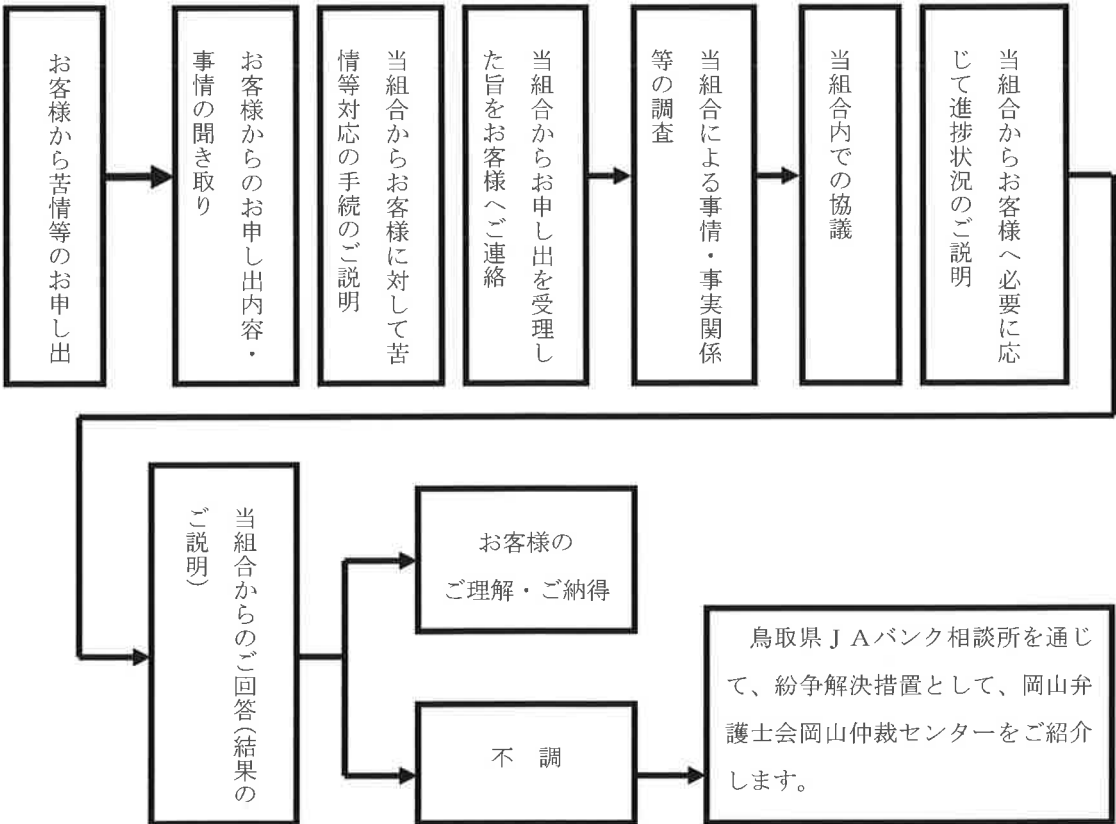 お客様から苦情等のお申し出
お客様からのお申し出内容・
事情の聞き取り
当組合からお客様に対して苦
情等対応の手続のご説明
当組合からお申し出を受理し
た旨をお客様へご連絡
当組合による事情・事実関係
等の調査
当組合内での協議
当組合からお客様へ必要に応
じて進捗状況のご説明
当組合からのご回答(結果の
ご説明)
お客様の
ご理解・ご納得
不 調
鳥取県JAバンク相談所を通じ
て、紛争解決措置として、岡山弁
護士会岡山仲裁センターをご紹介
します。